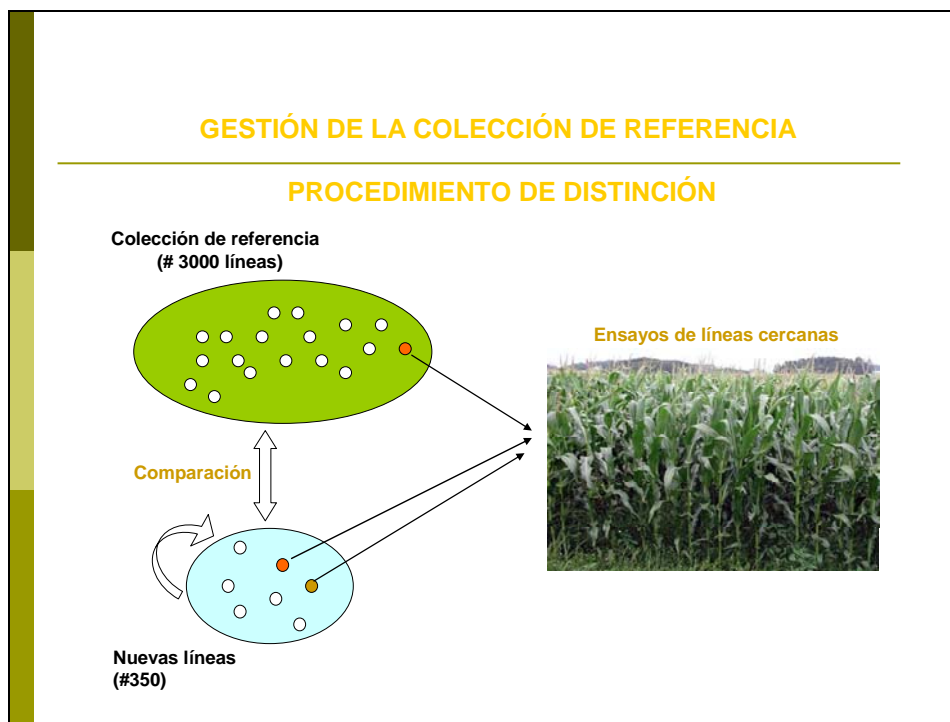 GESTIÓN DE LA COLECCIÓN DE REFERENCIA
PROCEDIMIENTO DE DISTINCIÓN
Colección de referencia
(# 3000 líneas)
Ensayos de líneas cercanas
Comparación
Nuevas líneas
(#350)